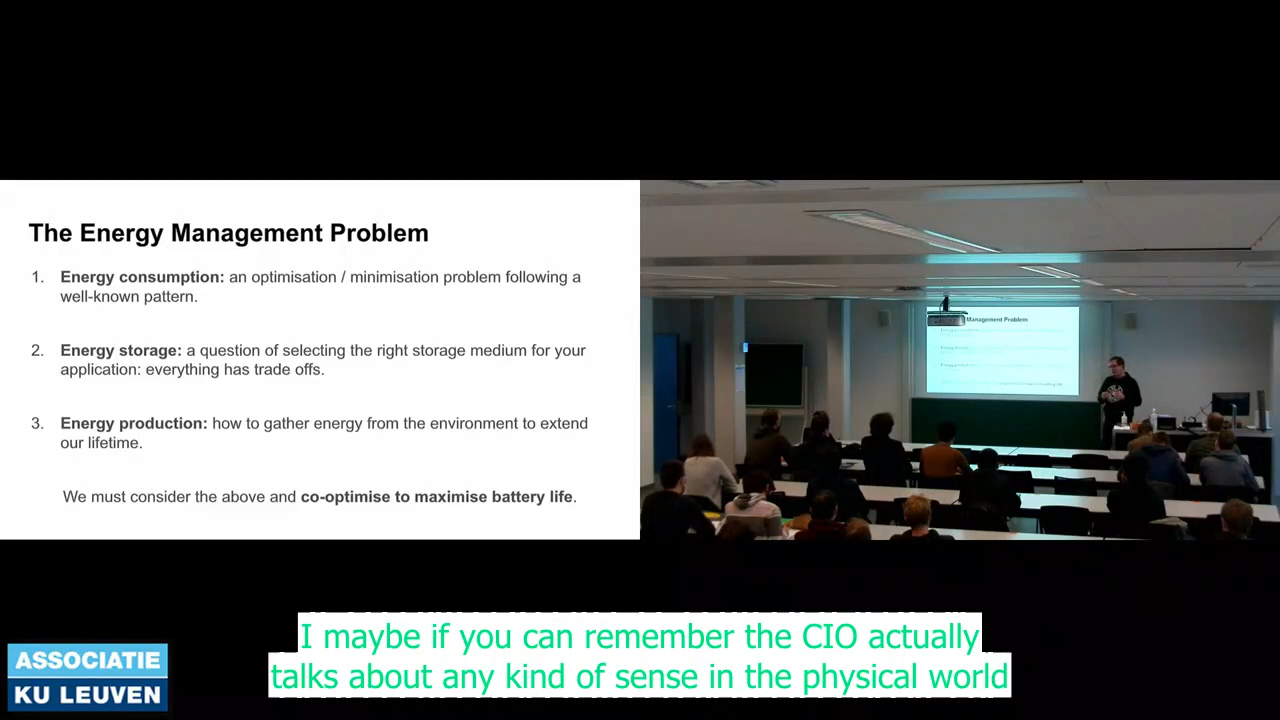 The Energy Management Problem
1. Energy consumption: an optimisation / minimisation problem following a
well-known pattern.
2. Energy storage: a question of selecting the right storage medium for your
application: everything has trade offs.
3. Energy production: how to gather energy from the environment to extend
our lifetime.
We must consider the above and co-optimise to maximise battery life.
Management Problem
I maybe if you can remember the CIO actually
talks about any kind of sense in the physical world
ASSOCIATIE
KU LEUVEN